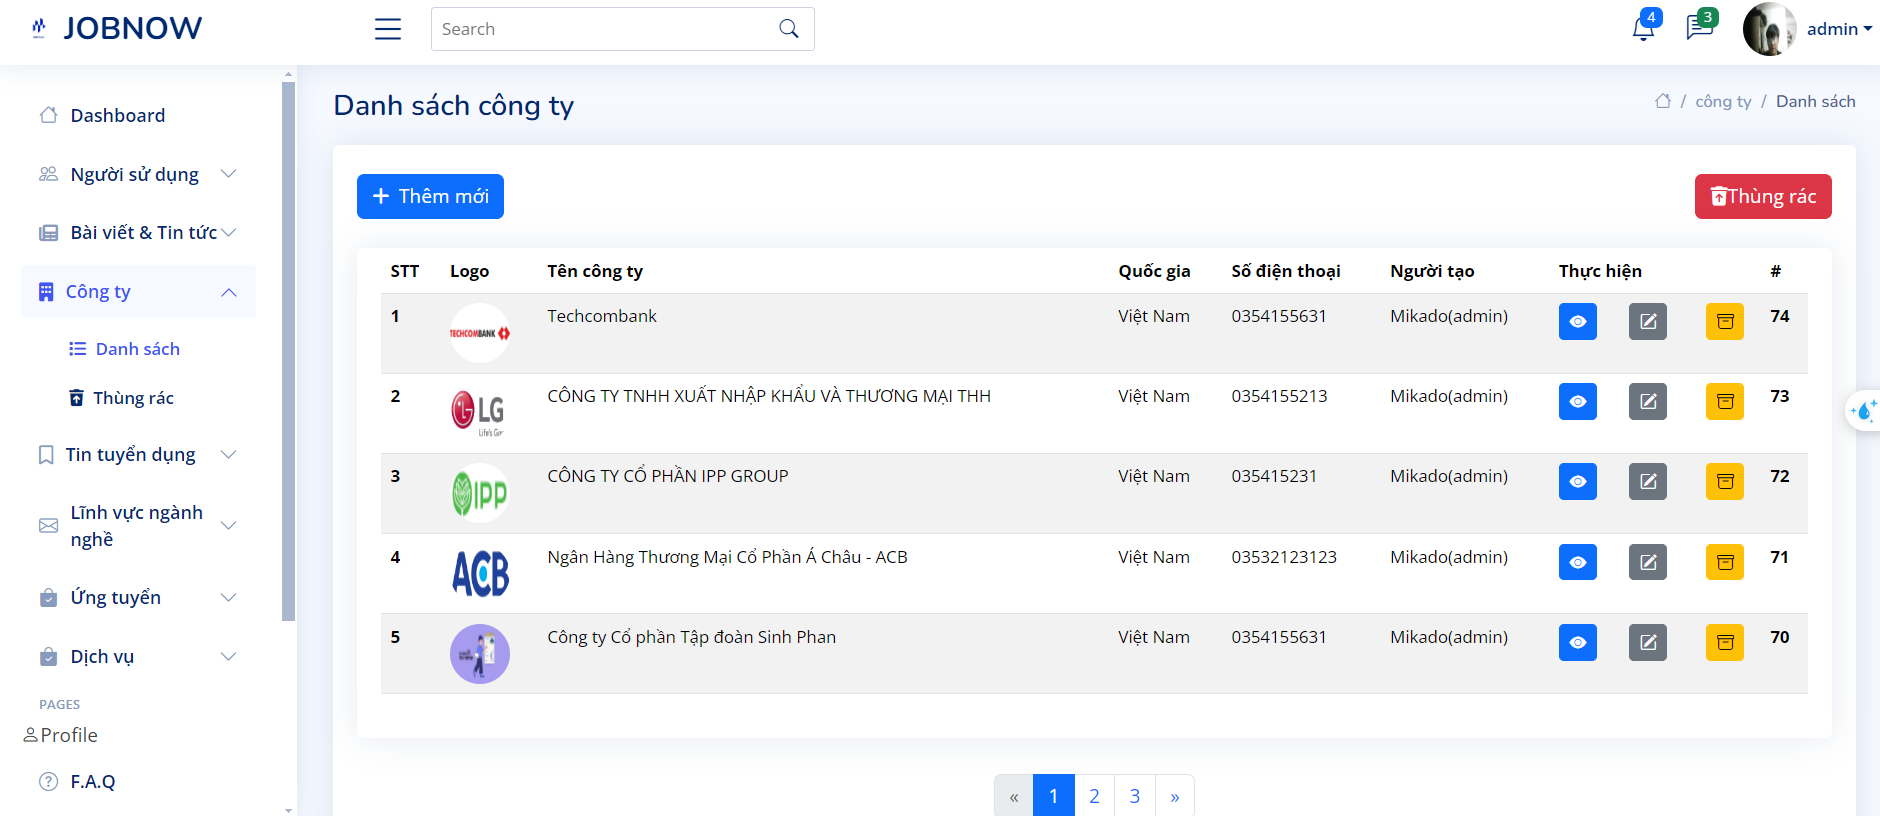 JOBNOW
Search
4
3
admin
Dashboard
Người sử dụng
Bài viết & Tin tức
Công ty
Danh sách
Thùng rác
Tin tuyển dụng
Lĩnh vực ngành
nghề
Ứng tuyển
Dịch vụ
PAGES
Profile
F.A.Q
Danh sách công ty
/ công ty / Danh sách
+ Thêm mới
Thùng rác
STT Logo Tên công ty Quốc gia Số điện thoại Người tạo Thực hiện #
1 TECHCOMBANK Techcombank Việt Nam 0354155631 Mikado(admin) 74
2 LG Life's Go CÔNG TY TNHH XUẤT NHẬP KHẨU VÀ THƯƠNG MẠI THH Việt Nam 0354155213 Mikado(admin) 73
3 IPP CÔNG TY CỔ PHẦN IPP GROUP Việt Nam 035415231 Mikado(admin) 72
4 ACB Ngân Hàng Thương Mại Cổ Phần Á Châu - ACB Việt Nam 03532123123 Mikado(admin) 71
5 Công ty Cổ phần Tập đoàn Sinh Phan Việt Nam 0354155631 Mikado(admin) 70
« 1 2 3 »